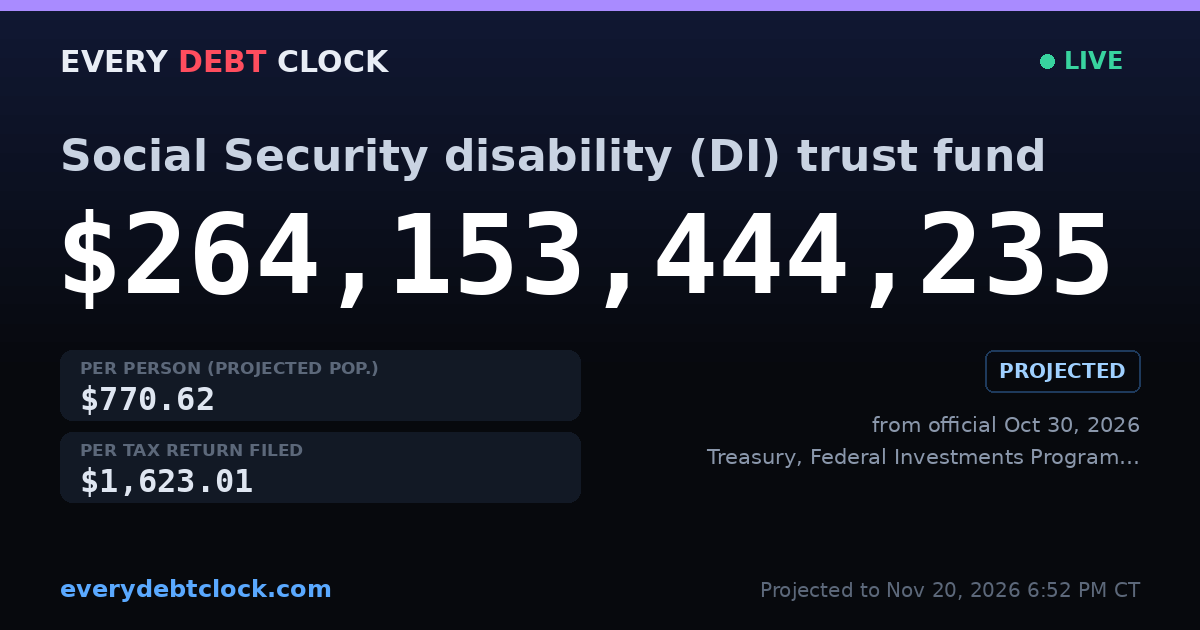 EVERY DEBT CLOCK
LIVE
Social Security disability (DI) trust fund
$264,153,444,235
PER PERSON (PROJECTED POP.)
$770.62
PER TAX RETURN FILED
$1,623.01
PROJECTED
from official Oct 30, 2026
Treasury, Federal Investments Program...
everydebtclock.com
Projected to Nov 20, 2026 6:52 PM CT